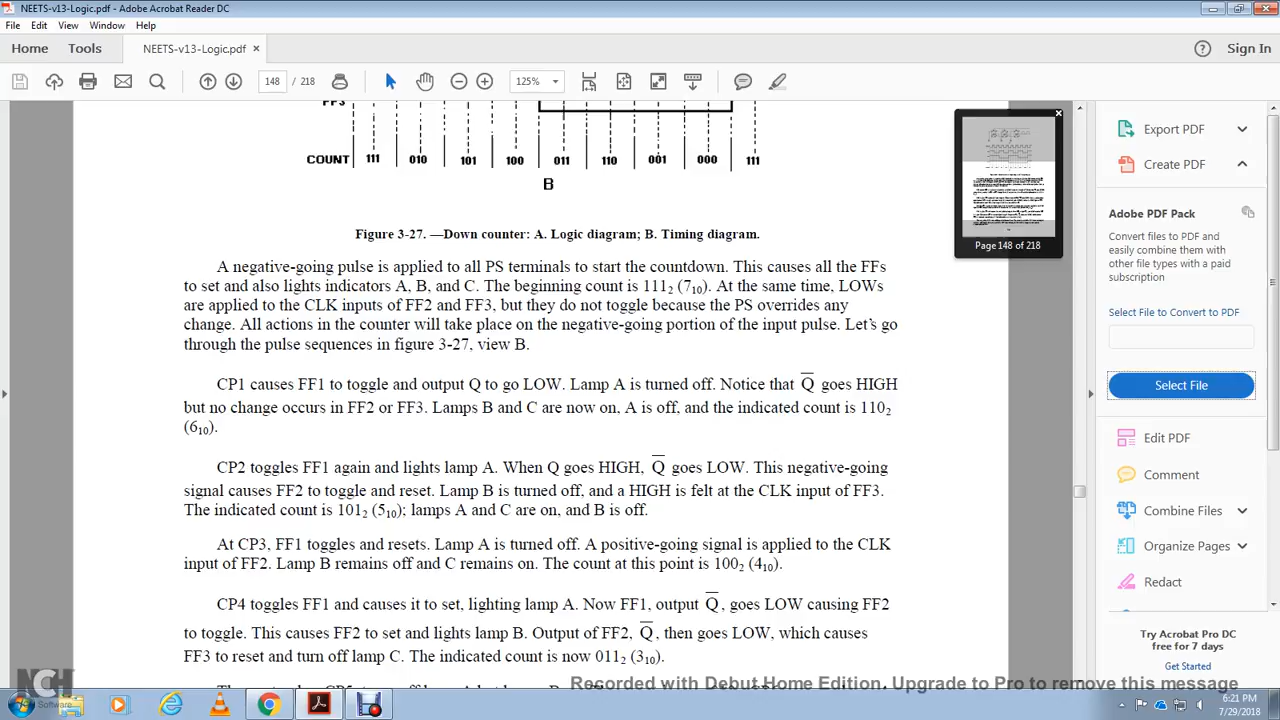 NEETS-v13-Logic.pdf - Adobe Acrobat Reader DC
File Edit View Window Help
Home Tools NEETS-v13-Logic.pdf × Sign In
148 / 218 125%
FF3
COUNT 111 010 101 100 011 110 001 000 111
B
Figure 3-27. —Down counter: A. Logic diagram; B. Timing diagram.
A negative-going pulse is applied to all PS terminals to start the countdown. This causes all the FFs
to set and also lights indicators A, B, and C. The beginning count is 111₂ (7₁₀). At the same time, LOWs
are applied to the CLK inputs of FF2 and FF3, but they do not toggle because the PS overrides any
change. All actions in the counter will take place on the negative-going portion of the input pulse. Let's go
through the pulse sequences in figure 3-27, view B.
CP1 causes FF1 to toggle and output Q to go LOW. Lamp A is turned off. Notice that Q̅ goes HIGH
but no change occurs in FF2 or FF3. Lamps B and C are now on, A is off, and the indicated count is 110₂
(6₁₀).
CP2 toggles FF1 again and lights lamp A. When Q goes HIGH, Q̅ goes LOW. This negative-going
signal causes FF2 to toggle and reset. Lamp B is turned off, and a HIGH is felt at the CLK input of FF3.
The indicated count is 101₂ (5₁₀); lamps A and C are on, and B is off.
At CP3, FF1 toggles and resets. Lamp A is turned off. A positive-going signal is applied to the CLK
input of FF2. Lamp B remains off and C remains on. The count at this point is 100₂ (4₁₀).
CP4 toggles FF1 and causes it to set, lighting lamp A. Now FF1, output Q̅, goes LOW causing FF2
to toggle. This causes FF2 to set and lights lamp B. Output of FF2, Q̅, then goes LOW, which causes
FF3 to reset and turn off lamp C. The indicated count is now 011₂ (3₁₀).
Page 148 of 218
Export PDF
Create PDF
Adobe PDF Pack
Convert files to PDF and
easily combine them with
other file types with a paid
subscription
Select File to Convert to PDF
Select File
Edit PDF
Comment
Combine Files
Organize Pages
Redact
Try Acrobat Pro DC
free for 7 days
Get Started
NCH
Recorded with Debut Home Edition. Upgrade to Pro to remove this message
6:21 PM
7/29/2018